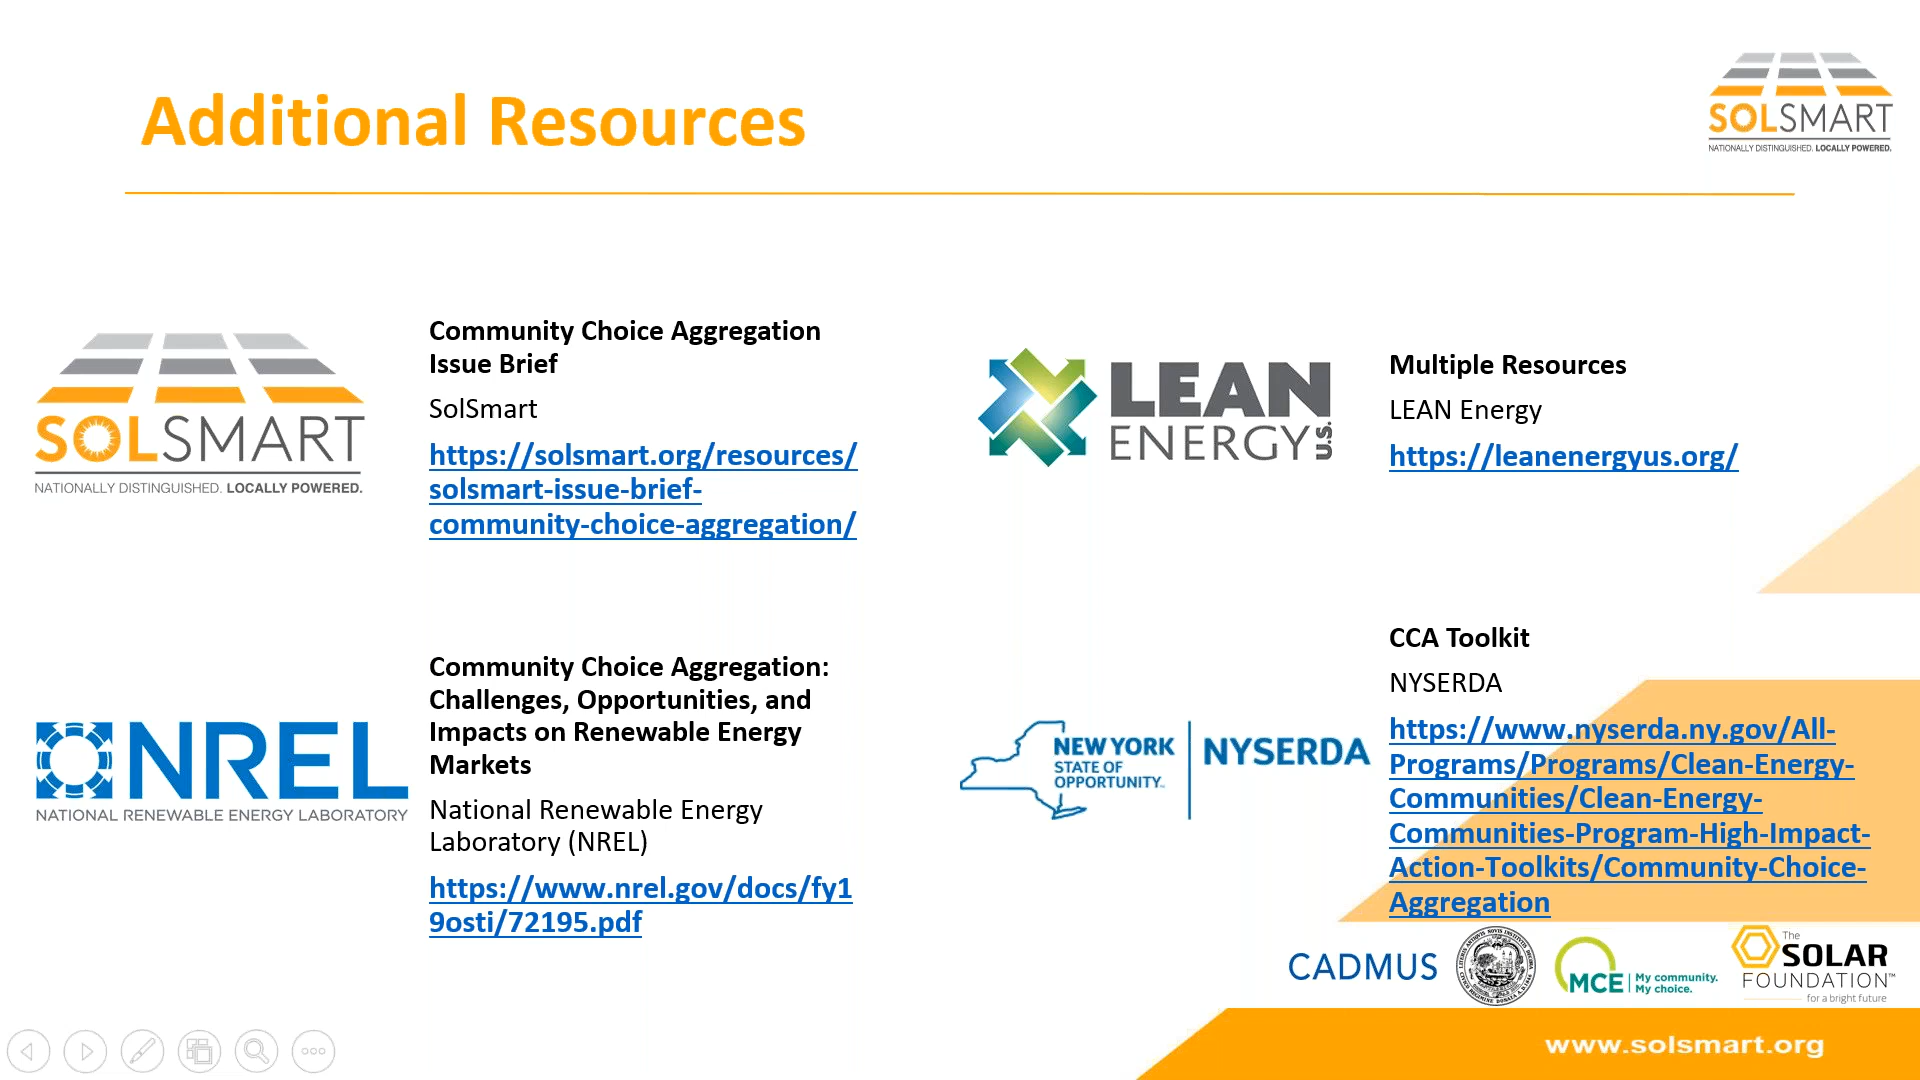 Additional Resources
SOLSMART
NATIONALLY DISTINGUISHED. LOCALLY POWERED.
SOLSMART
NATIONALLY DISTINGUISHED. LOCALLY POWERED.
Community Choice Aggregation
Issue Brief
SolSmart
https://solsmart.org/resources/
solsmart-issue-brief-
community-choice-aggregation/
LEAN
ENERGY U.S.
Multiple Resources
LEAN Energy
https://leanenergyus.org/
NREL
NATIONAL RENEWABLE ENERGY LABORATORY
Community Choice Aggregation:
Challenges, Opportunities, and
Impacts on Renewable Energy
Markets
National Renewable Energy
Laboratory (NREL)
https://www.nrel.gov/docs/fy1
9osti/72195.pdf
NEW YORK
STATE OF
OPPORTUNITY™
NYSERDA
CCA Toolkit
NYSERDA
https://www.nyserda.ny.gov/All-
Programs/Programs/Clean-Energy-
Communities/Clean-Energy-
Communities-Program-High-Impact-
Action-Toolkits/Community-Choice-
Aggregation
CADMUS
MCE
My community.
My choice.
The
SOLAR
FOUNDATION™
for a bright future
www.solsmart.org